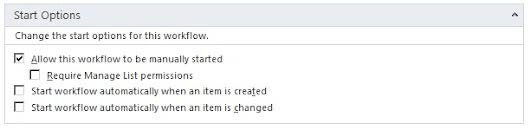 Start Options
Change the start options for this workflow.
Allow this workflow to be manually started
Require Manage List permissions
Start workflow automatically when an item is created
Start workflow automatically when an item is changed